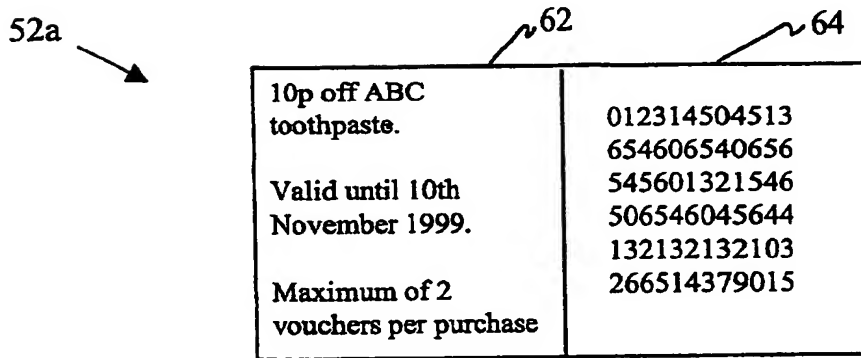 52a
62
64
10p off ABC
toothpaste.
Valid until 10th
November 1999.
Maximum of 2
vouchers per purchase
012314504513
654606540656
545601321546
506546045644
132132132103
266514379015